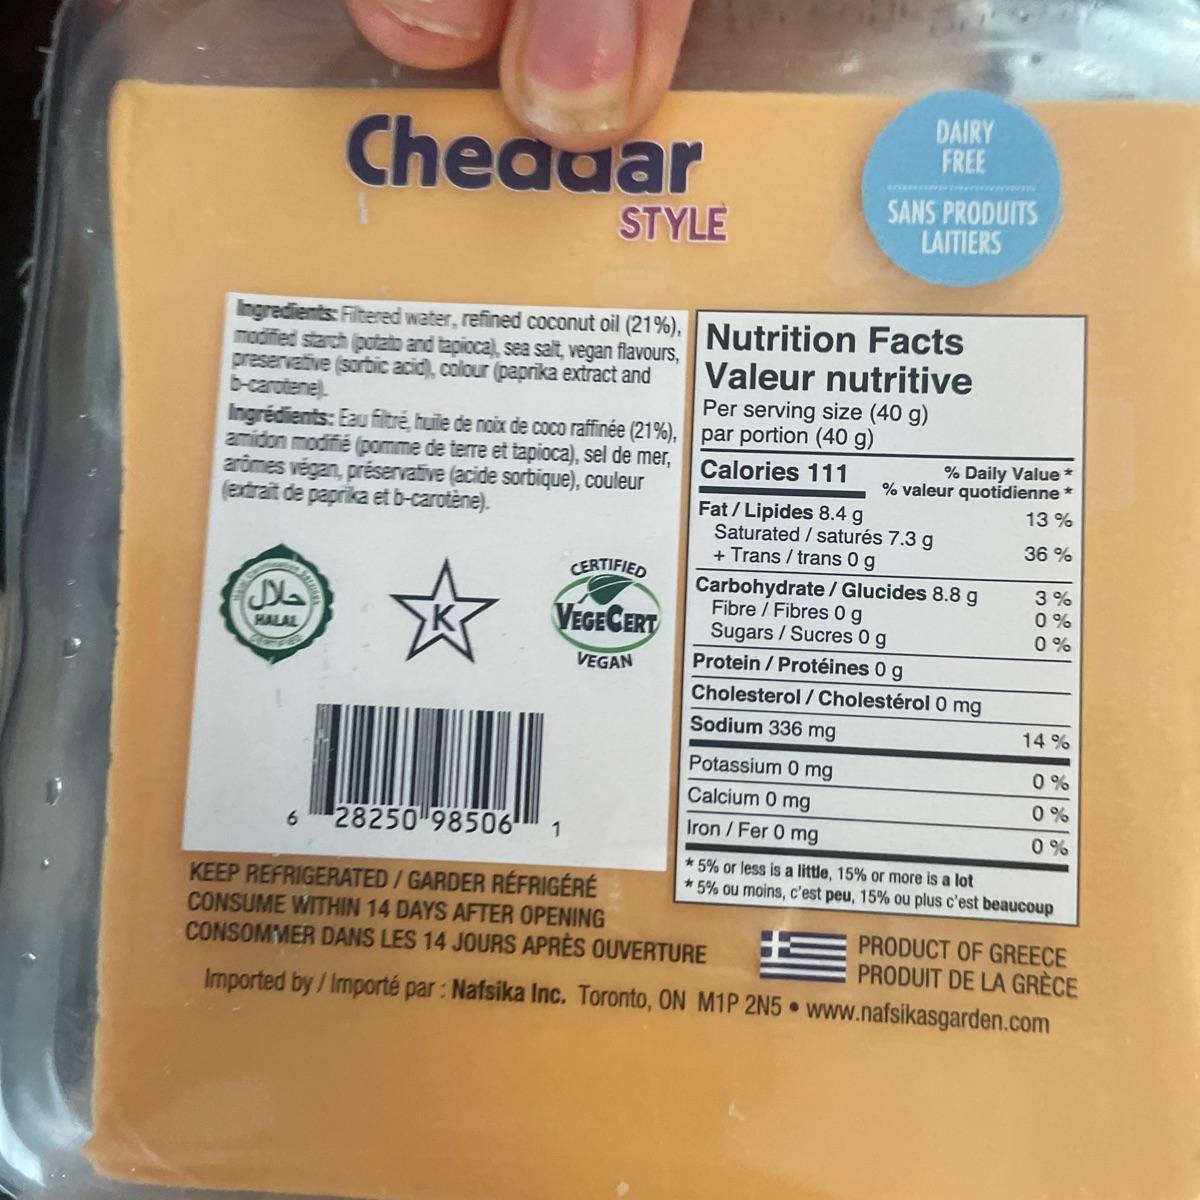 Cheddar
STYLE
DAIRY
FREE
SANS PRODUITS
LAITIERS
Ingredients: Filtered water, refined coconut oil (21%),
modified starch (potato and tapioca), sea salt, vegan flavours,
preservative (sorbic acid), colour (paprika extract and
b-carotene).
Ingrédients: Eau filtré, huile de noix de coco raffinée (21%),
amidon modifié (pomme de terre et tapioca), sel de mer,
arômes végan, préservative (acide sorbique), couleur
(extrait de paprika et b-carotène).
حلال
HALAL
CERTIFIED
K
CERTIFIED
VEGECERT
VEGAN
6 28250 98506 1
Nutrition Facts
Valeur nutritive
Per serving size (40 g)
par portion (40 g)
Calories 111
% Daily Value *
% valeur quotidienne *
Fat / Lipides 8.4 g 13 %
Saturated / saturés 7.3 g
+ Trans / trans 0 g 36 %
Carbohydrate / Glucides 8.8 g 3 %
Fibre / Fibres 0 g 0 %
Sugars / Sucres 0 g 0 %
Protein / Protéines 0 g
Cholesterol / Cholestérol 0 mg
Sodium 336 mg 14 %
Potassium 0 mg 0 %
Calcium 0 mg 0 %
Iron / Fer 0 mg 0 %
* 5% or less is a little, 15% or more is a lot
* 5% ou moins, c'est peu, 15% ou plus c'est beaucoup
KEEP REFRIGERATED / GARDER RÉFRIGÉRÉ
CONSUME WITHIN 14 DAYS AFTER OPENING
CONSOMMER DANS LES 14 JOURS APRÈS OUVERTURE
PRODUCT OF GREECE
PRODUIT DE LA GRÈCE
Imported by / Importé par : Nafsika Inc. Toronto, ON M1P 2N5 • www.nafsikasgarden.com